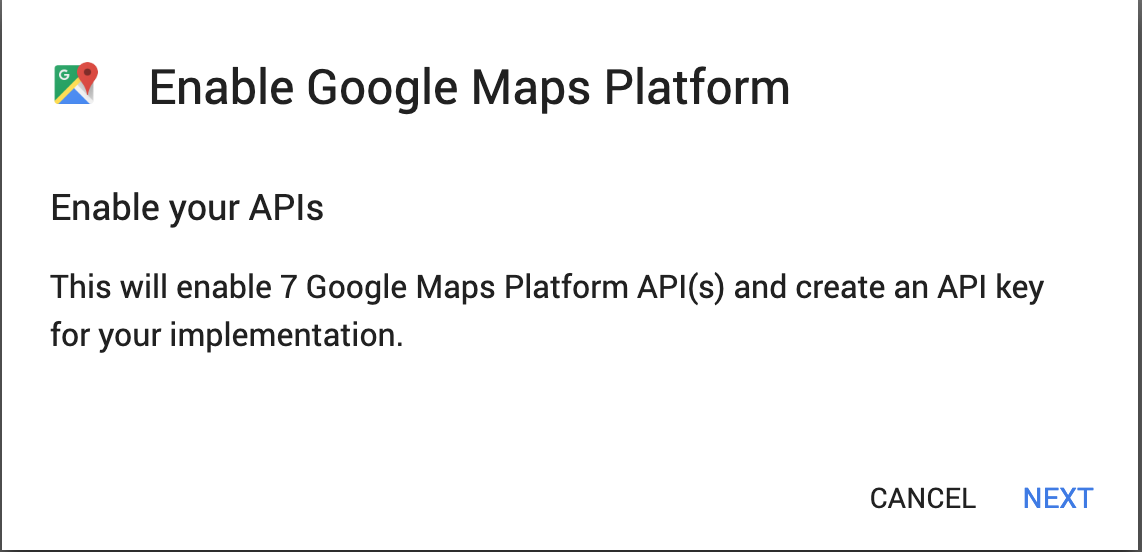 G
Enable Google Maps Platform
Enable your APIs
This will enable 7 Google Maps Platform API(s) and create an API key
for your implementation.
CANCEL NEXT